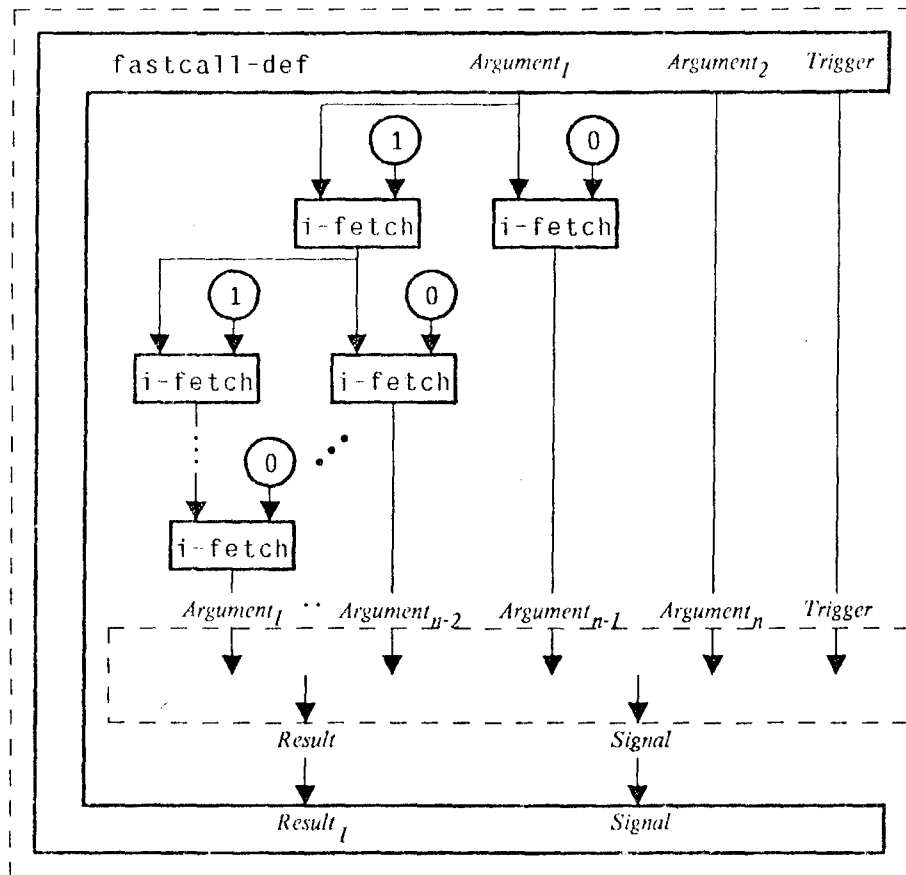 fastcall-def Argument1 Argument2 Trigger
1 0
i-fetch i-fetch
1 0
i-fetch i-fetch
0
i-fetch
Argument1 .. Argumentn-2 Argumentn-1 Argumentn Trigger
Result Signal
Result1 Signal